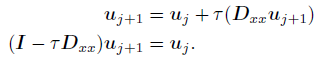 u_{j+1} = u_j + τ(D_{xx}u_{j+1})
(I − τD_{xx})u_{j+1} = u_j.